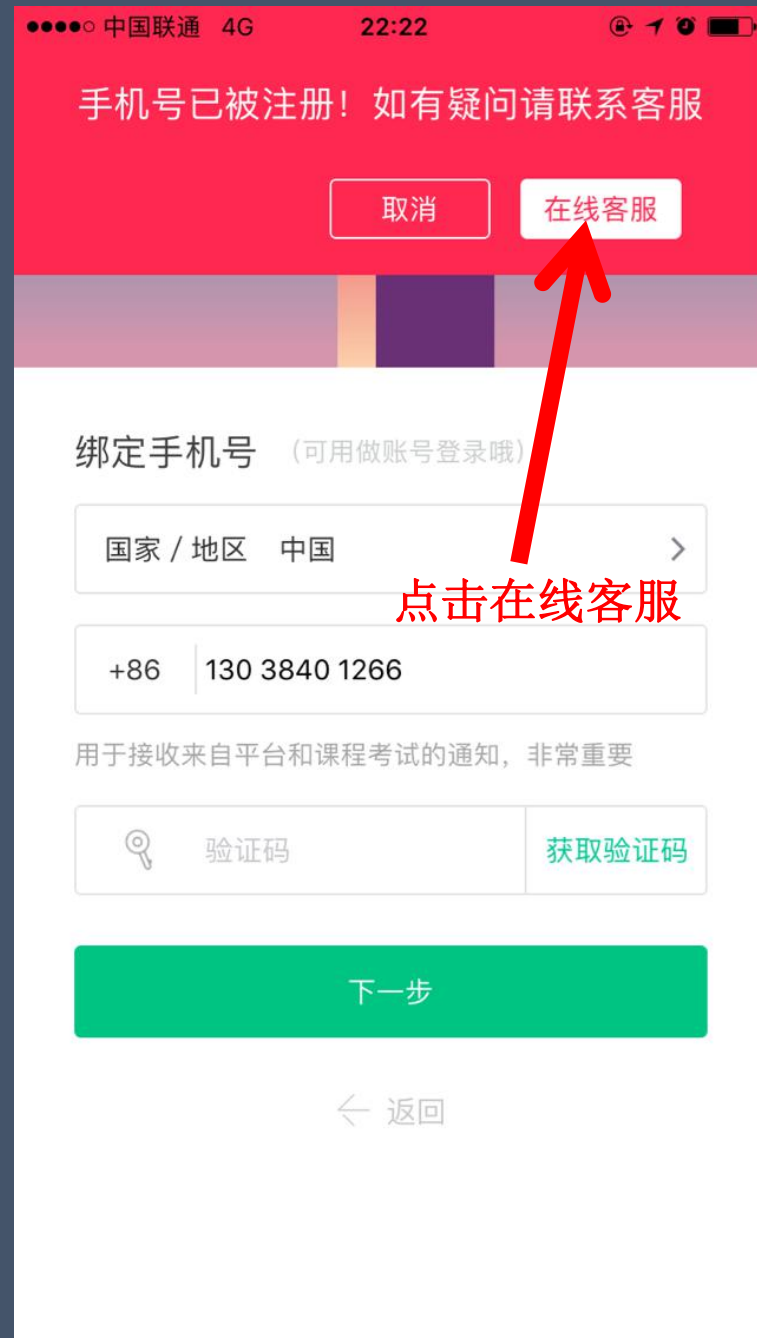 中国联通 4G 22:22
手机号已被注册！如有疑问请联系客服
取消 在线客服
绑定手机号 （可用做账号登录哦）
国家 / 地区 中国
点击在线客服
+86 130 3840 1266
用于接收来自平台和课程考试的通知，非常重要
验证码 获取验证码
下一步
返回